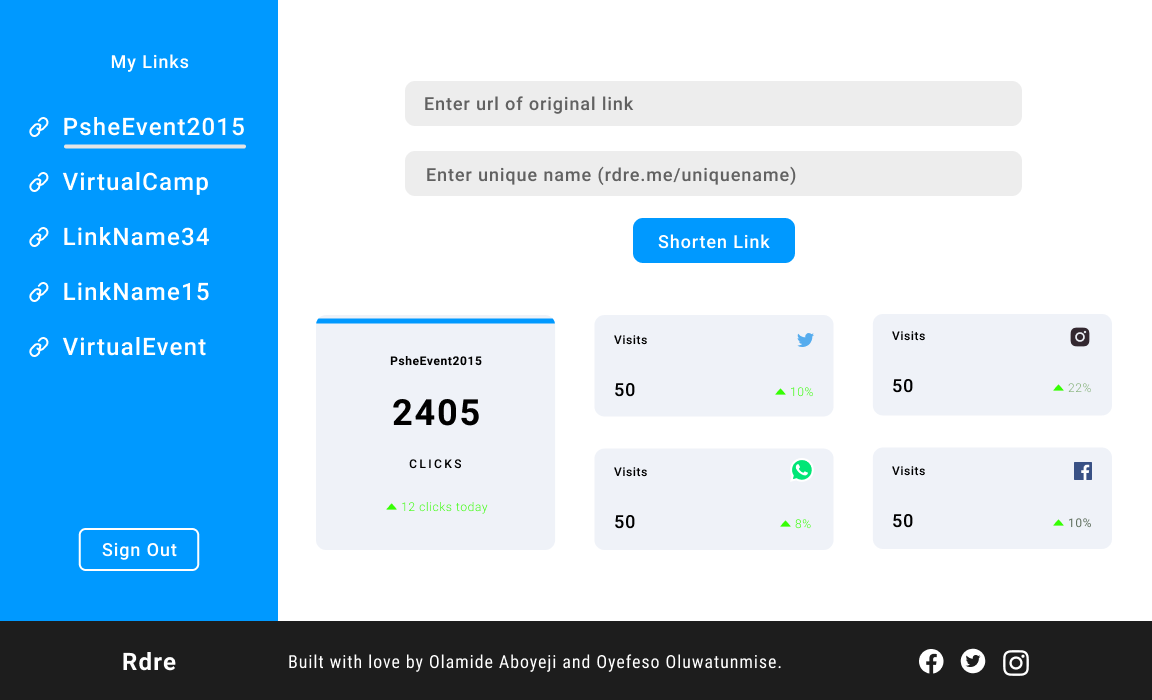 My Links
PsheEvent2015
VirtualCamp
LinkName34
LinkName15
VirtualEvent
Sign Out
Enter url of original link
Enter unique name (rdre.me/uniquename)
Shorten Link
PsheEvent2015
2405
CLICKS
12 clicks today
Visits
50
10%
Visits
50
22%
Visits
50
8%
Visits
50
10%
Rdre
Built with love by Olamide Aboyeji and Oyefeso Oluwatunmise.